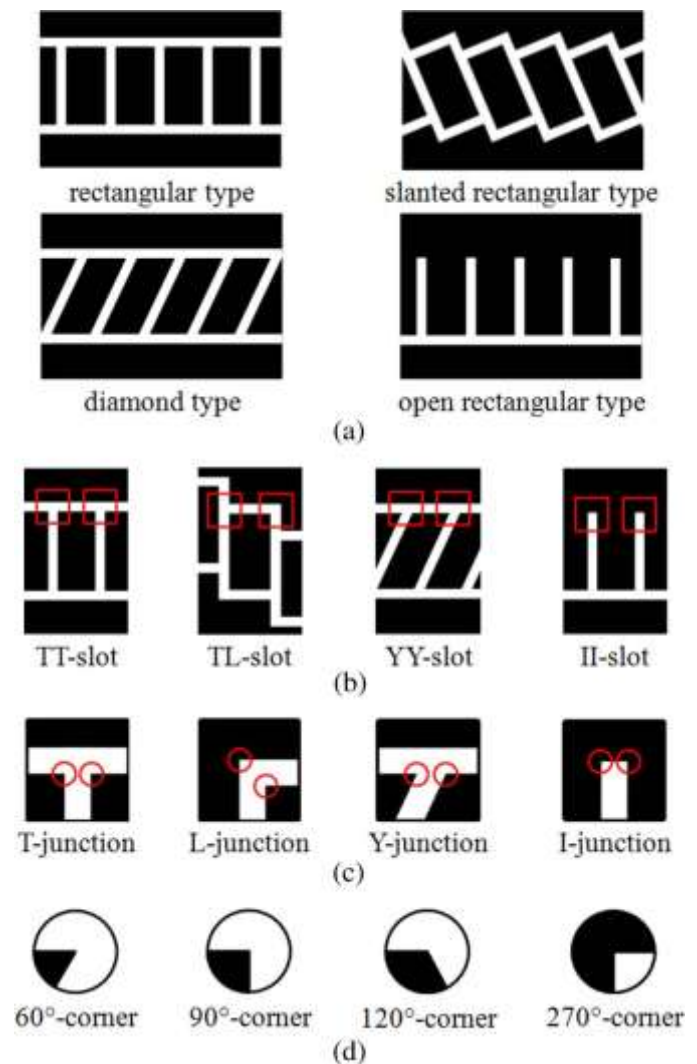 rectangular type
slanted rectangular type
diamond type
open rectangular type
(a)
TT-slot
TL-slot
YY-slot
II-slot
(b)
T-junction
L-junction
Y-junction
I-junction
(c)
60°-corner
90°-corner
120°-corner
270°-corner
(d)